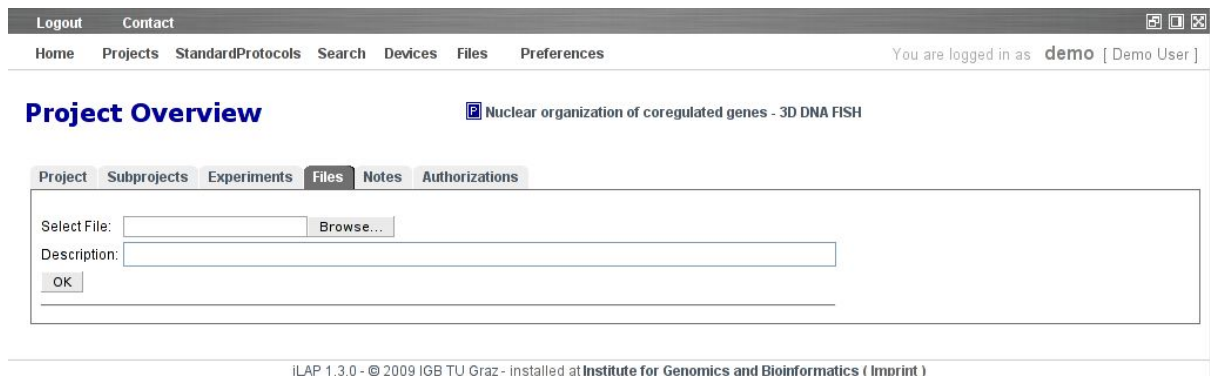 Logout Contact
Home Projects StandardProtocols Search Devices Files Preferences You are logged in as demo [ Demo User ]
Project Overview P Nuclear organization of coregulated genes - 3D DNA FISH
Project Subprojects Experiments Files Notes Authorizations
Select File: Browse...
Description:
OK
iLAP 1.3.0 - © 2009 IGB TU Graz - installed at Institute for Genomics and Bioinformatics ( Imprint )